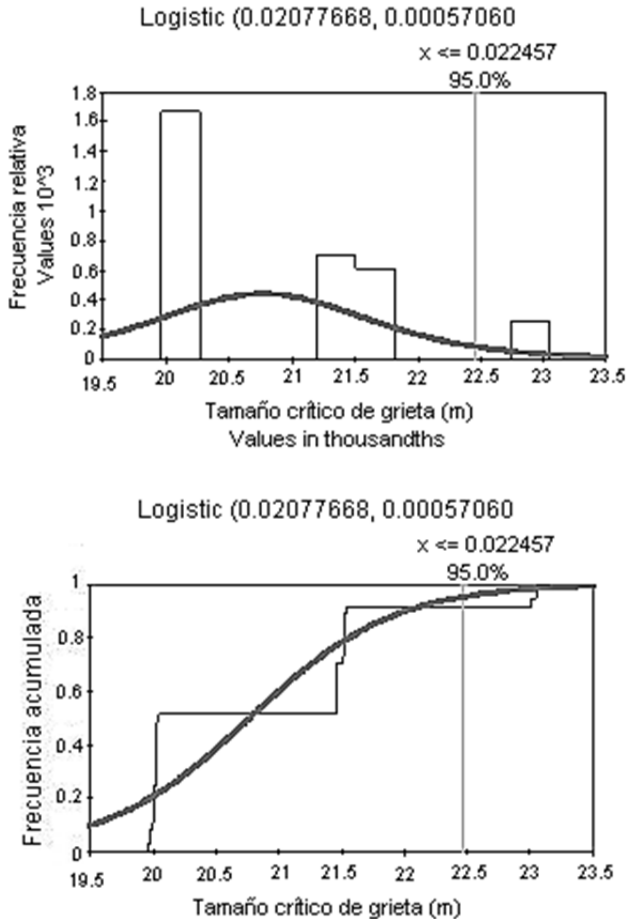 Logistic (0.02077668, 0.00057060
x <= 0.022457
95.0%
Frecuencia relativa
Values 10^3
1.8
1.6
1.4
1.2
1
0.8
0.6
0.4
0.2
0
19.5 20 20.5 21 21.5 22 22.5 23 23.5
Tamaño crítico de grieta (m)
Values in thousandths
Logistic (0.02077668, 0.00057060
x <= 0.022457
95.0%
Frecuencia acumulada
1
0.8
0.6
0.4
0.2
0
19.5 20 20.5 21 21.5 22 22.5 23 23.5
Tamaño crítico de grieta (m)